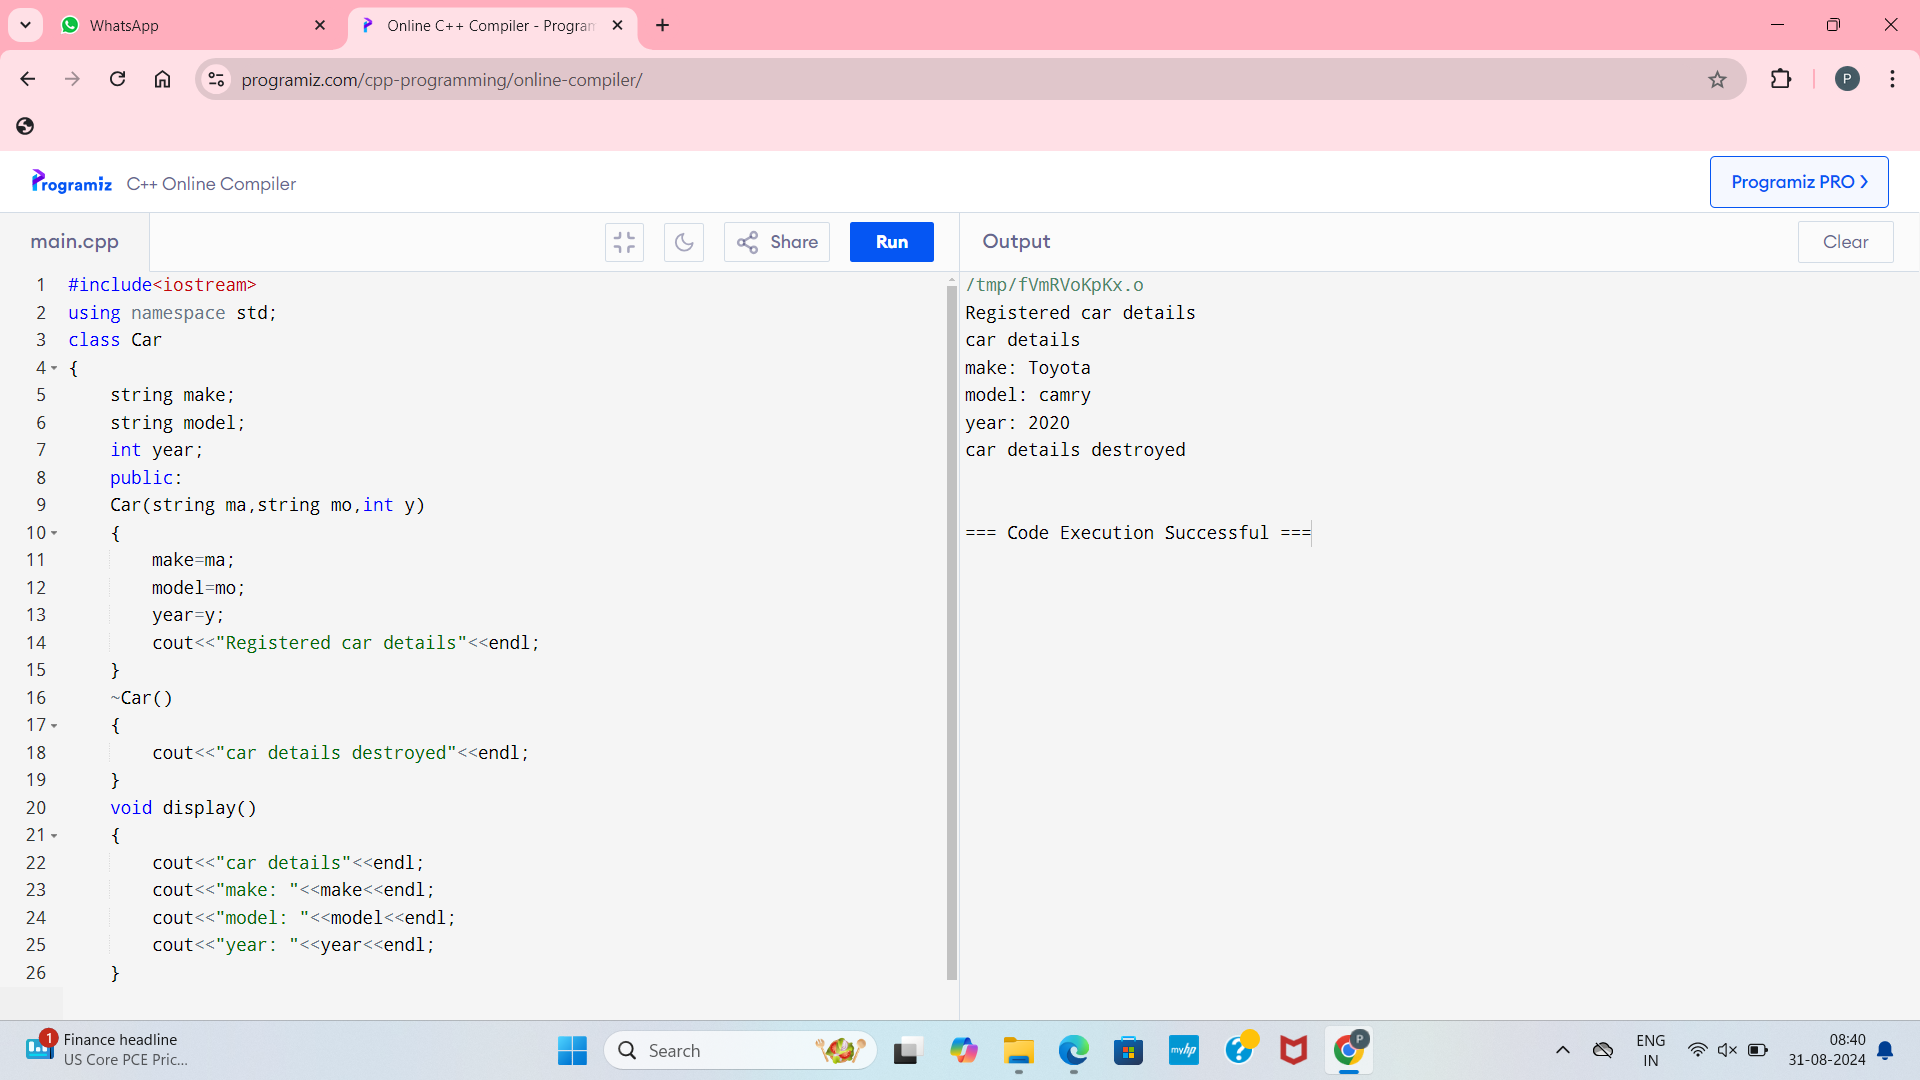 WhatsApp
Online C++ Compiler - Program
programiz.com/cpp-programming/online-compiler/
P
Programiz C++ Online Compiler
Programiz PRO
main.cpp
Share
Run
Output
Clear
1 #include<iostream>
2 using namespace std;
3 class Car
4 {
5 string make;
6 string model;
7 int year;
8 public:
9 Car(string ma,string mo,int y)
10 {
11 make=ma;
12 model=mo;
13 year=y;
14 cout<<"Registered car details"<<endl;
15 }
16 ~Car()
17 {
18 cout<<"car details destroyed"<<endl;
19 }
20 void display()
21 {
22 cout<<"car details"<<endl;
23 cout<<"make: "<<make<<endl;
24 cout<<"model: "<<model<<endl;
25 cout<<"year: "<<year<<endl;
26 }
/tmp/fVmRVoKpKx.o
Registered car details
car details
make: Toyota
model: camry
year: 2020
car details destroyed
=== Code Execution Successful ===
1
Finance headline
US Core PCE Pric...
Search
myhp
P
ENG
IN
08:40
31-08-2024